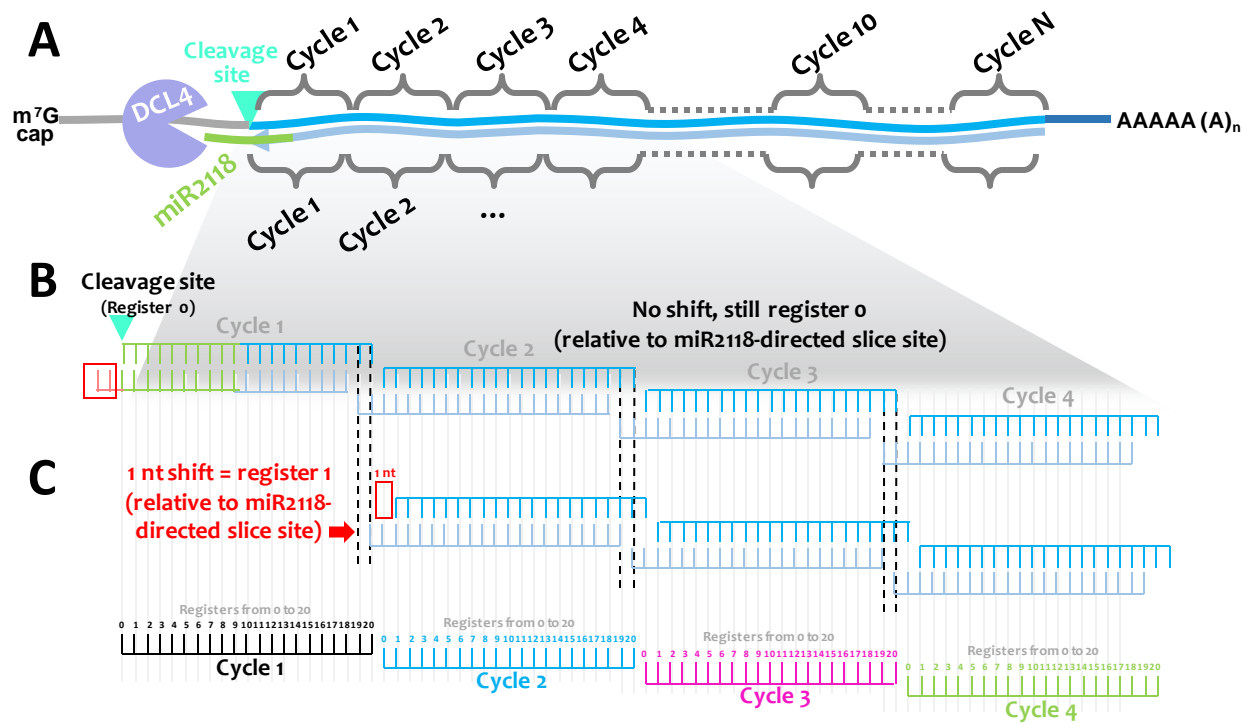 A
Cleavage
site
Cycle 1
Cycle 2
Cycle 3
Cycle 4
Cycle 10
Cycle N
DCL4
m⁷G
cap
AAAAA (A)n
miR2118
Cycle 1
Cycle 2
...
B
Cleavage site
(Register 0)
Cycle 1
No shift, still register 0
(relative to miR2118-directed slice site)
Cycle 2
Cycle 3
Cycle 4
C
1 nt shift = register 1
(relative to miR2118-
directed slice site)
1 nt
Registers from 0 to 20
0 1 2 3 4 5 6 7 8 9 10 11 12 13 14 15 16 17 18 19 20
Cycle 1
Registers from 0 to 20
0 1 2 3 4 5 6 7 8 9 10 11 12 13 14 15 16 17 18 19 20
Cycle 2
Registers from 0 to 20
0 1 2 3 4 5 6 7 8 9 10 11 12 13 14 15 16 17 18 19 20
Cycle 3
Registers from 0 to 20
0 1 2 3 4 5 6 7 8 9 10 11 12 13 14 15 16 17 18 19 20
Cycle 4